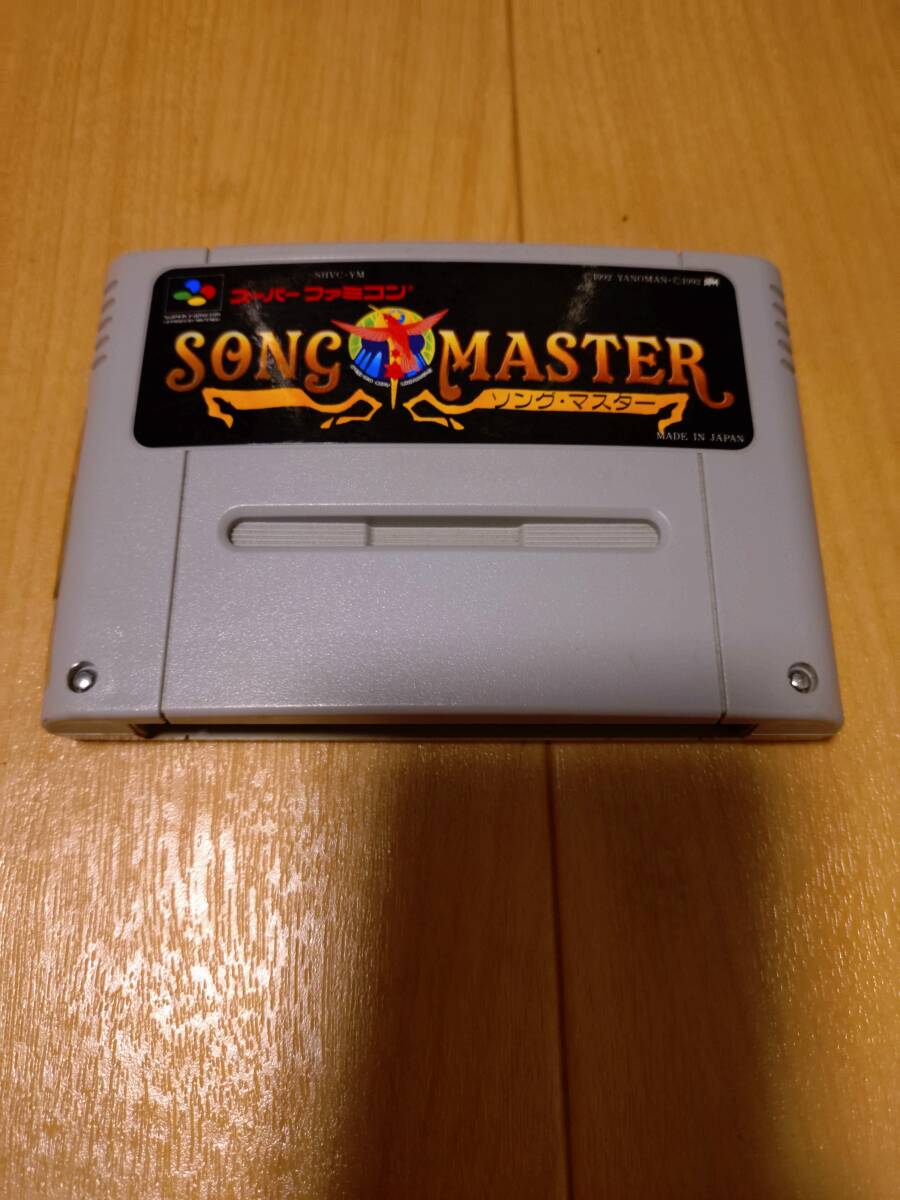 SHVC-YM
©1992 YANOMAN・©1992
スーパーファミコン
SONG MASTER
ソング・マスター
MADE IN JAPAN